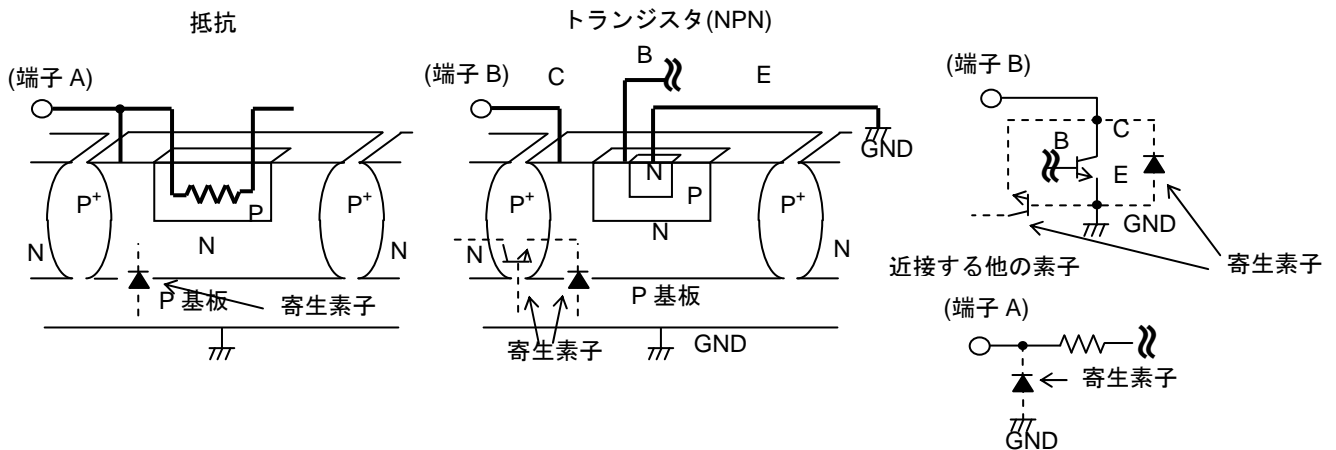 抵抗
(端子 A)
P+
N
P
N
P+
N
P 基板
寄生素子
トランジスタ(NPN)
(端子 B)
C
B
E
GND
P+
N
N
P
N
P+
N
P 基板
寄生素子
GND
(端子 B)
C
B
E
GND
近接する他の素子
寄生素子
(端子 A)
寄生素子
GND